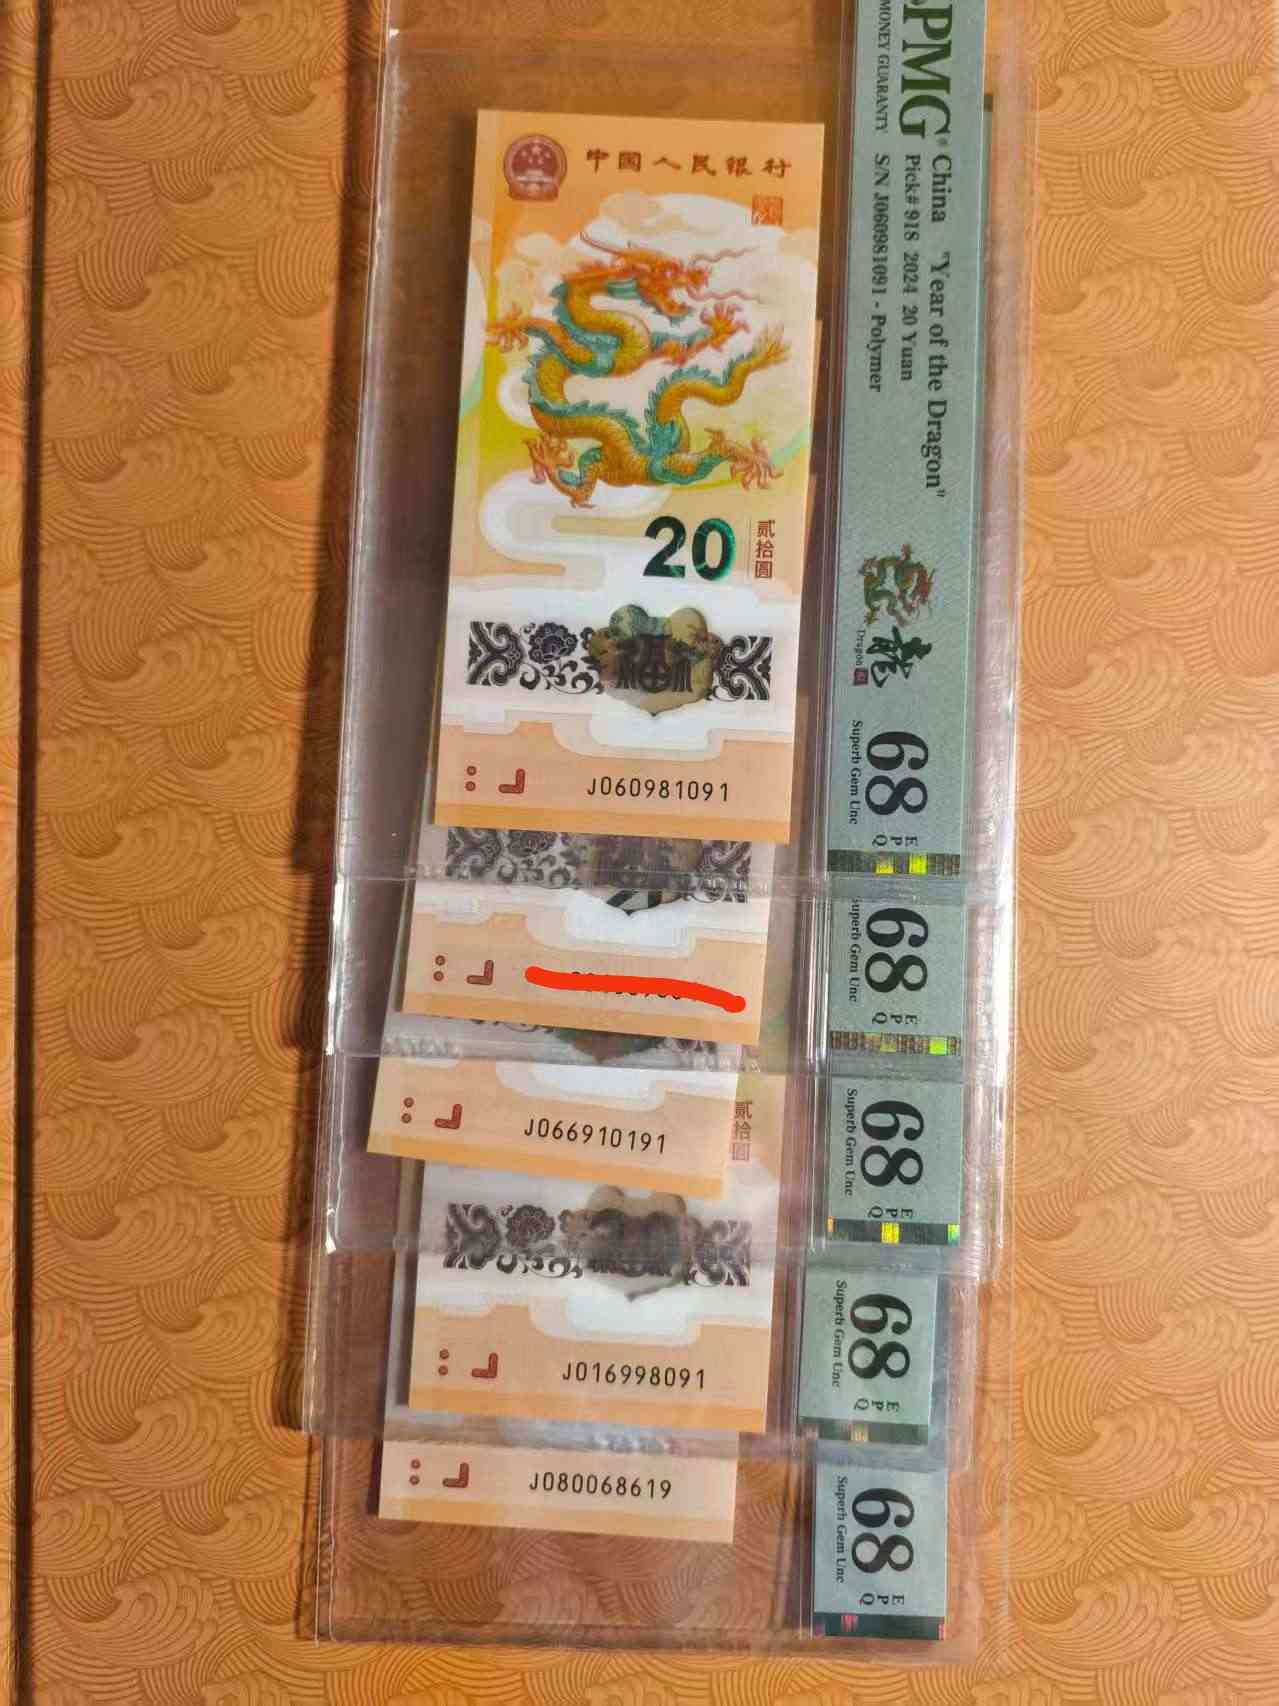 中国人民银行
20
贰拾圆
福
J060981091
PMG
MONEY GUARANTY
China "Year of the Dragon"
Pick# 918 2024 20 Yuan
S/N J060981091 - Polymer
龍
Dragon
68 EPQ
Superb Gem Unc
68 EPQ
Superb Gem Unc
J066910191
68 EPQ
Superb Gem Unc
贰拾圆
J016998091
68 EPQ
Superb Gem Unc
J080068619
68 EPQ
Superb Gem Unc